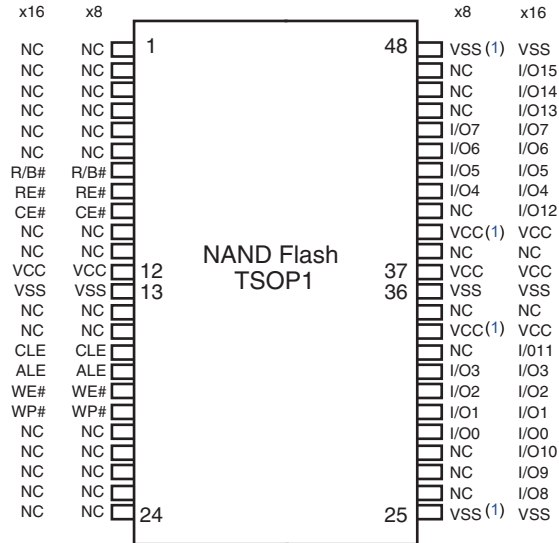 x16 x8 x8 x16
NC NC 1 48 VSS (1) VSS
NC NC NC I/O15
NC NC NC I/O14
NC NC NC I/O13
NC NC I/O7 I/O7
NC NC I/O6 I/O6
R/B# R/B# I/O5 I/O5
RE# RE# I/O4 I/O4
CE# CE# NC I/O12
NC NC VCC(1) VCC
NC NC NAND Flash NC NC
VCC VCC 12 TSOP1 37 VCC VCC
VSS VSS 13 36 VSS VSS
NC NC NC NC
NC NC VCC(1) VCC
CLE CLE NC I/011
ALE ALE I/O3 I/O3
WE# WE# I/O2 I/O2
WP# WP# I/O1 I/O1
NC NC I/O0 I/O0
NC NC NC I/O10
NC NC NC I/O9
NC NC NC I/O8
NC NC 24 25 VSS (1) VSS